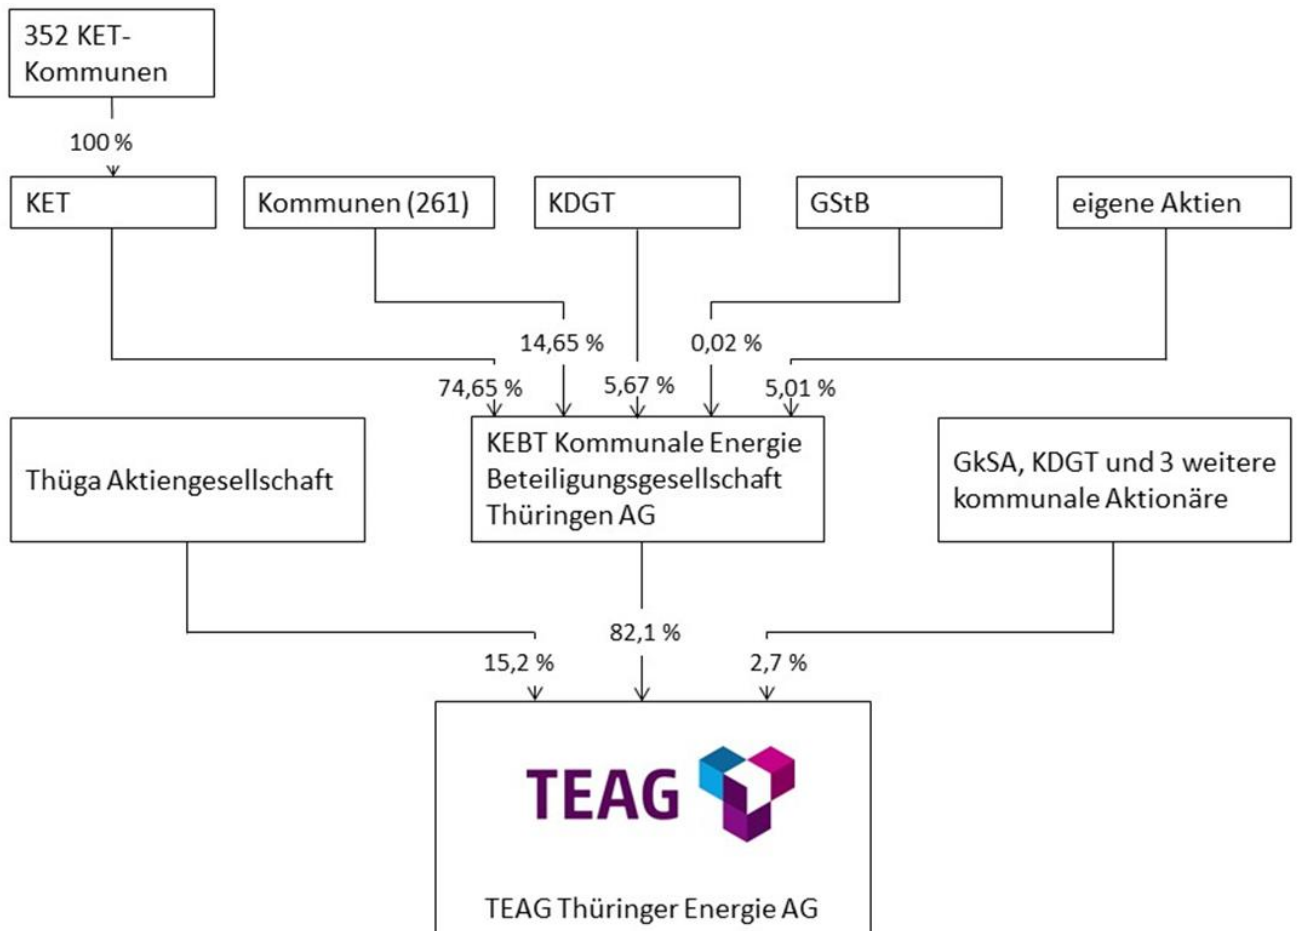 352 KET-
Kommunen
100 %
KET
Kommunen (261)
KDGT
GStB
eigene Aktien
14,65 %
0,02 %
74,65 %
5,67 %
5,01 %
Thüga Aktiengesellschaft
KEBT Kommunale Energie
Beteiligungsgesellschaft
Thüringen AG
GkSA, KDGT und 3 weitere
kommunale Aktionäre
82,1 %
15,2 %
2,7 %
TEAG
TEAG Thüringer Energie AG